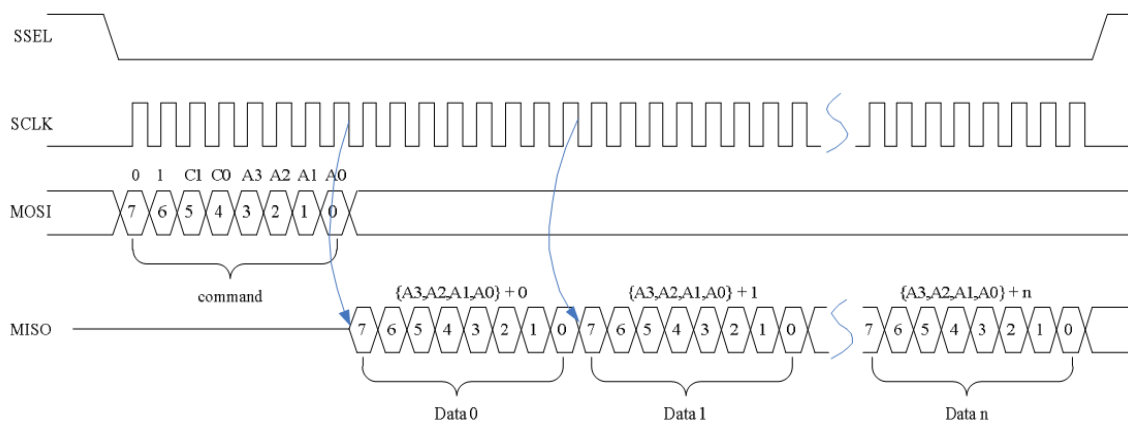 SSEL
SCLK
0 1 C1 C0 A3 A2 A1 A0
MOSI 7 6 5 4 3 2 1 0
command
{A3,A2,A1,A0} + 0 {A3,A2,A1,A0} + 1 {A3,A2,A1,A0} + n
MISO 7 6 5 4 3 2 1 0 7 6 5 4 3 2 1 0 7 6 5 4 3 2 1 0
Data 0 Data 1 Data n